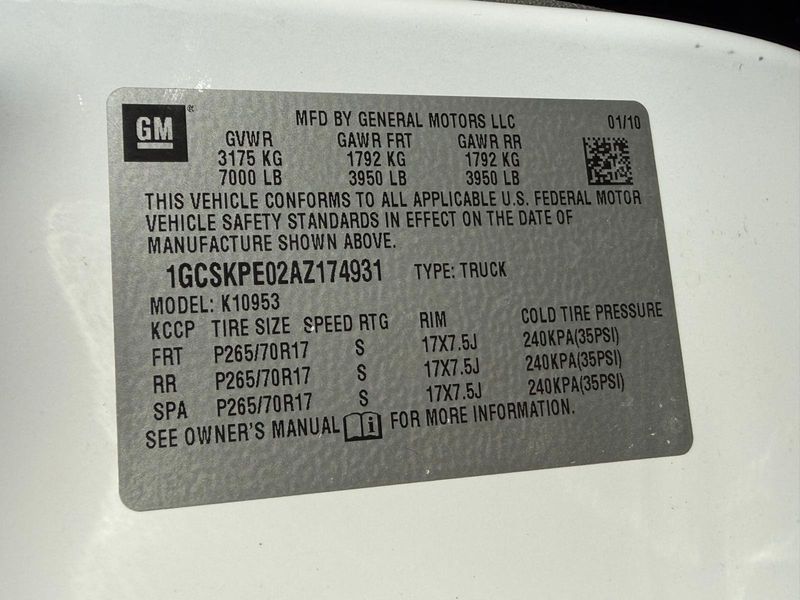 GM ® MFD BY GENERAL MOTORS LLC 01/10
GVWR GAWR FRT GAWR RR
3175 KG 1792 KG 1792 KG
7000 LB 3950 LB 3950 LB
THIS VEHICLE CONFORMS TO ALL APPLICABLE U.S. FEDERAL MOTOR
VEHICLE SAFETY STANDARDS IN EFFECT ON THE DATE OF
MANUFACTURE SHOWN ABOVE.
1GCSKPE02AZ174931 TYPE: TRUCK
MODEL: K10953
KCCP TIRE SIZE SPEED RTG RIM COLD TIRE PRESSURE
FRT P265/70R17 S 17X7.5J 240KPA(35PSI)
RR P265/70R17 S 17X7.5J 240KPA(35PSI)
SPA P265/70R17 S 17X7.5J 240KPA(35PSI)
SEE OWNER'S MANUAL i FOR MORE INFORMATION.